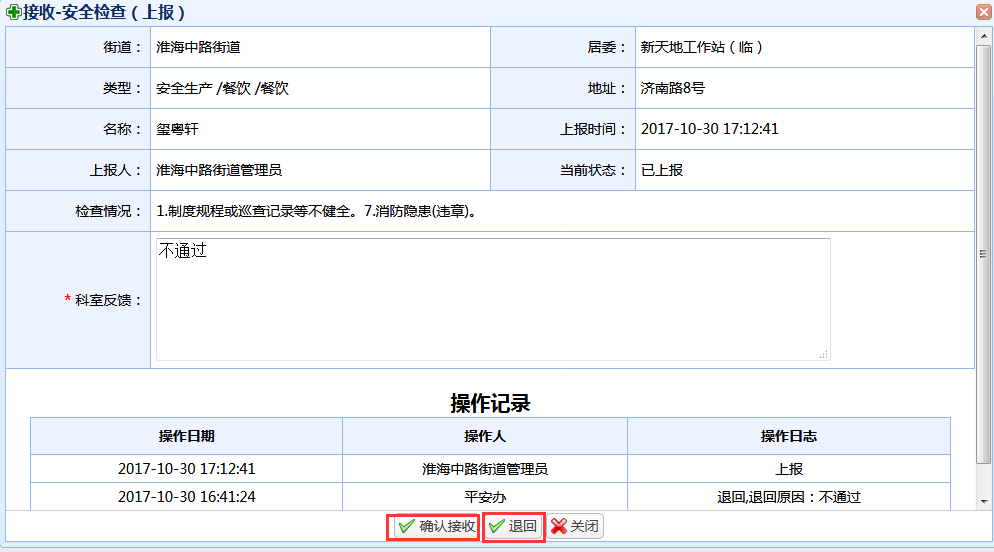 接收-安全检查（上报）
街道： 淮海中路街道 居委： 新天地工作站（临）
类型： 安全生产 /餐饮 /餐饮 地址： 济南路8号
名称： 玺粤轩 上报时间： 2017-10-30 17:12:41
上报人： 淮海中路街道管理员 当前状态： 已上报
检查情况： 1.制度规程或巡查记录等不健全。7.消防隐患(违章)。
* 科室反馈： 不通过
操作记录
操作日期 操作人 操作日志
2017-10-30 17:12:41 淮海中路街道管理员 上报
2017-10-30 16:41:24 平安办 退回,退回原因：不通过
确认接收 退回 关闭